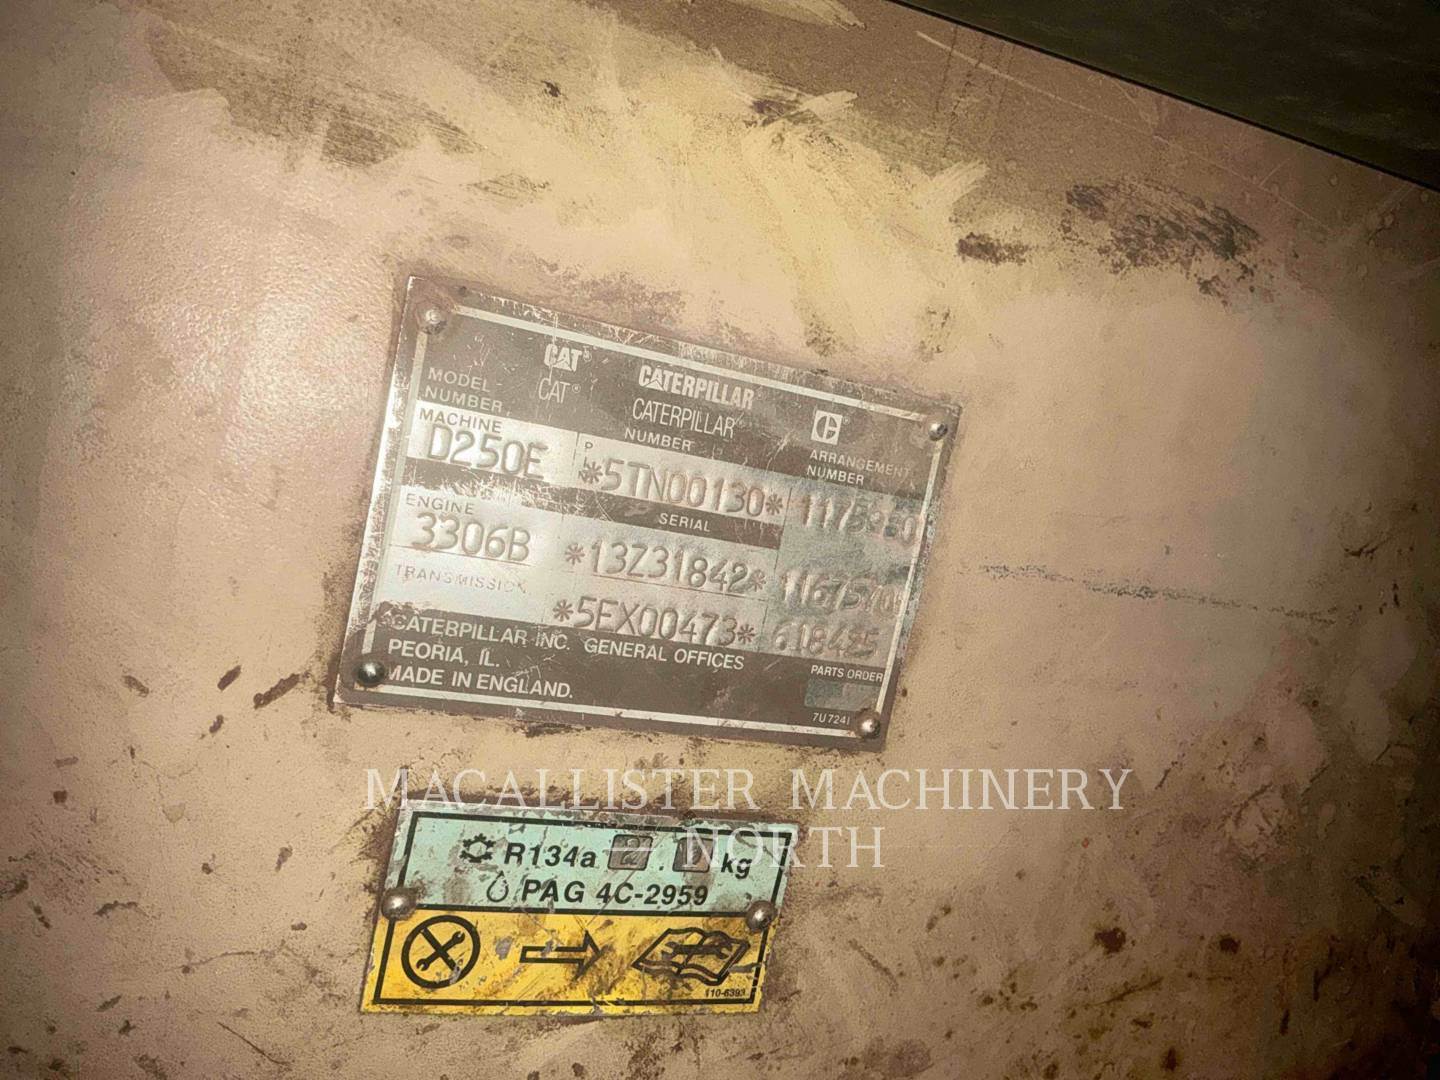 CAT CATERPILLAR
CAT® CATERPILLAR®
MODEL NUMBER NUMBER ARRANGEMENT NUMBER
MACHINE
D250E *5TN00130*
SERIAL
ENGINE
3306B *13Z31842*
TRANSMISSION
*5EX00473* 618425
CATERPILLAR INC. GENERAL OFFICES
PEORIA, IL.
PARTS ORDER
MADE IN ENGLAND.
7U7241
MACALLISTER MACHINERY
— NORTH
R134a . kg
PAG 4C-2959
110-6393